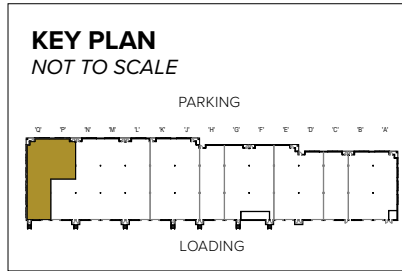 KEY PLAN
NOT TO SCALE
PARKING
'Q' 'P' 'N' 'M' 'L' 'K' 'J' 'H' 'G' 'F' 'E' 'D' 'C' 'B' 'A'
LOADING